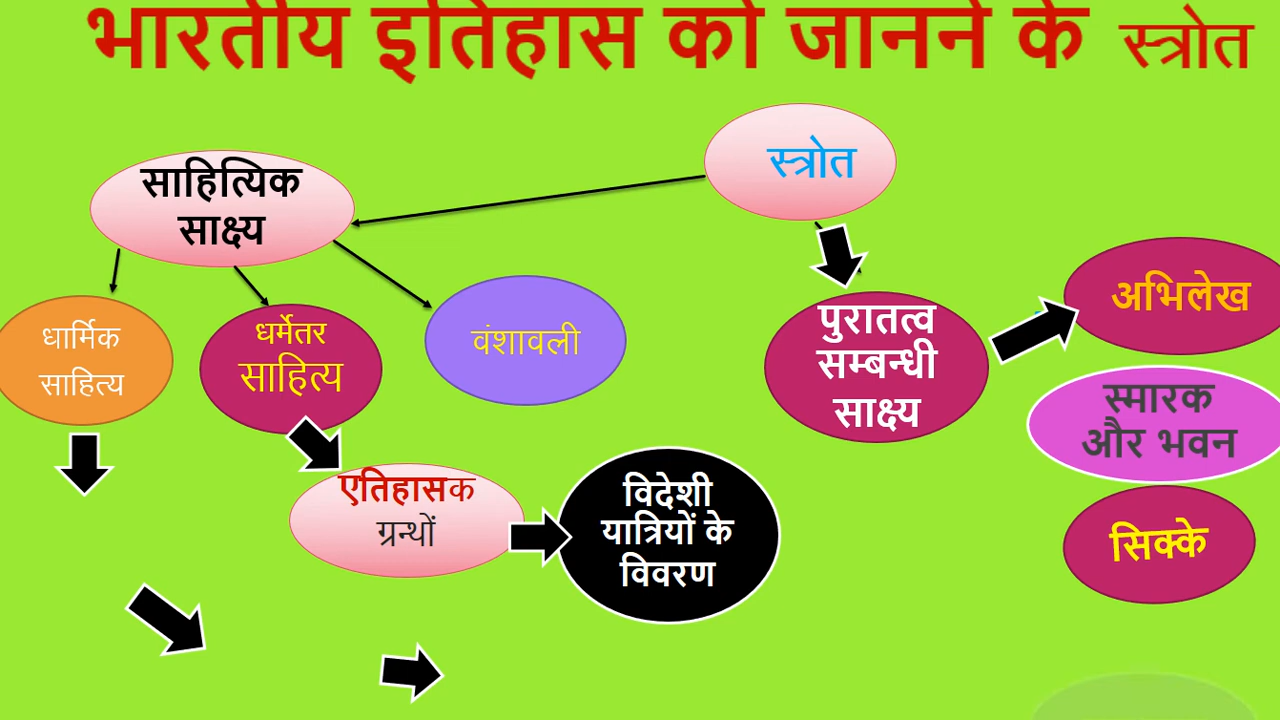 भारतीय इतिहास को जानने के स्त्रोत
स्त्रोत
साहित्यिक
साक्ष्य
धार्मिक
साहित्य
धर्मेतर
साहित्य
वंशावली
एतिहासक
ग्रन्थों
विदेशी
यात्रियों के
विवरण
पुरातत्व
सम्बन्धी
साक्ष्य
अभिलेख
स्मारक
और भवन
सिक्के